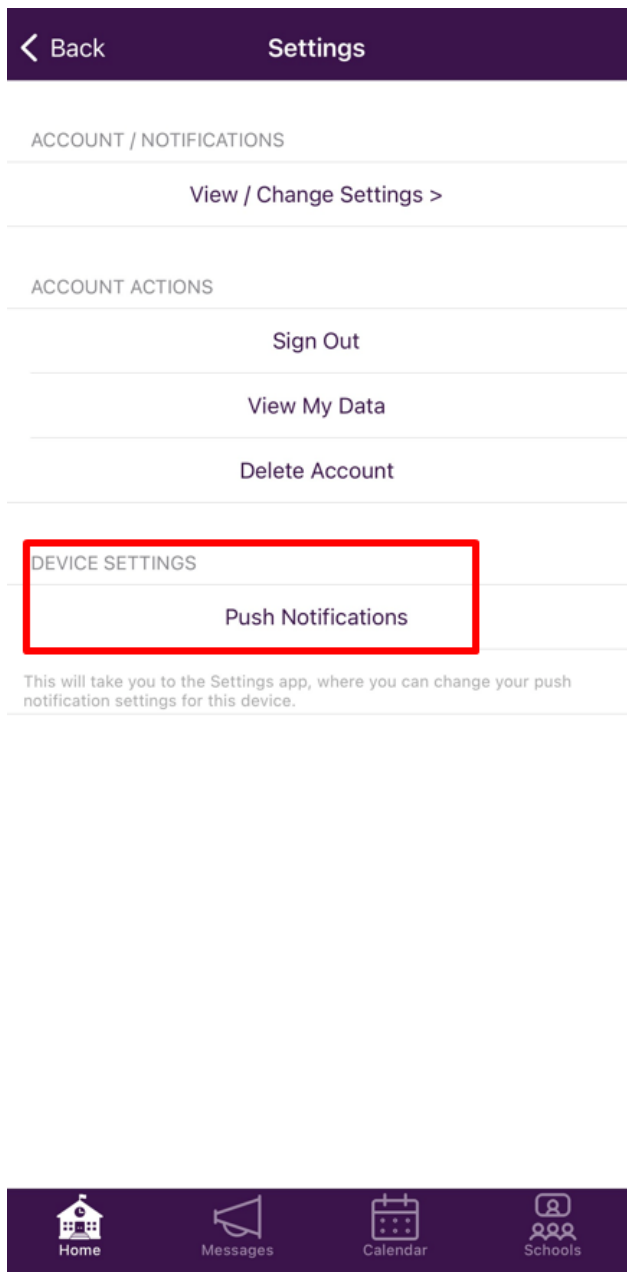 Back
Settings
ACCOUNT / NOTIFICATIONS
View / Change Settings >
ACCOUNT ACTIONS
Sign Out
View My Data
Delete Account
DEVICE SETTINGS
Push Notifications
This will take you to the Settings app, where you can change your push
notification settings for this device.
Home
Messages
Calendar
Schools